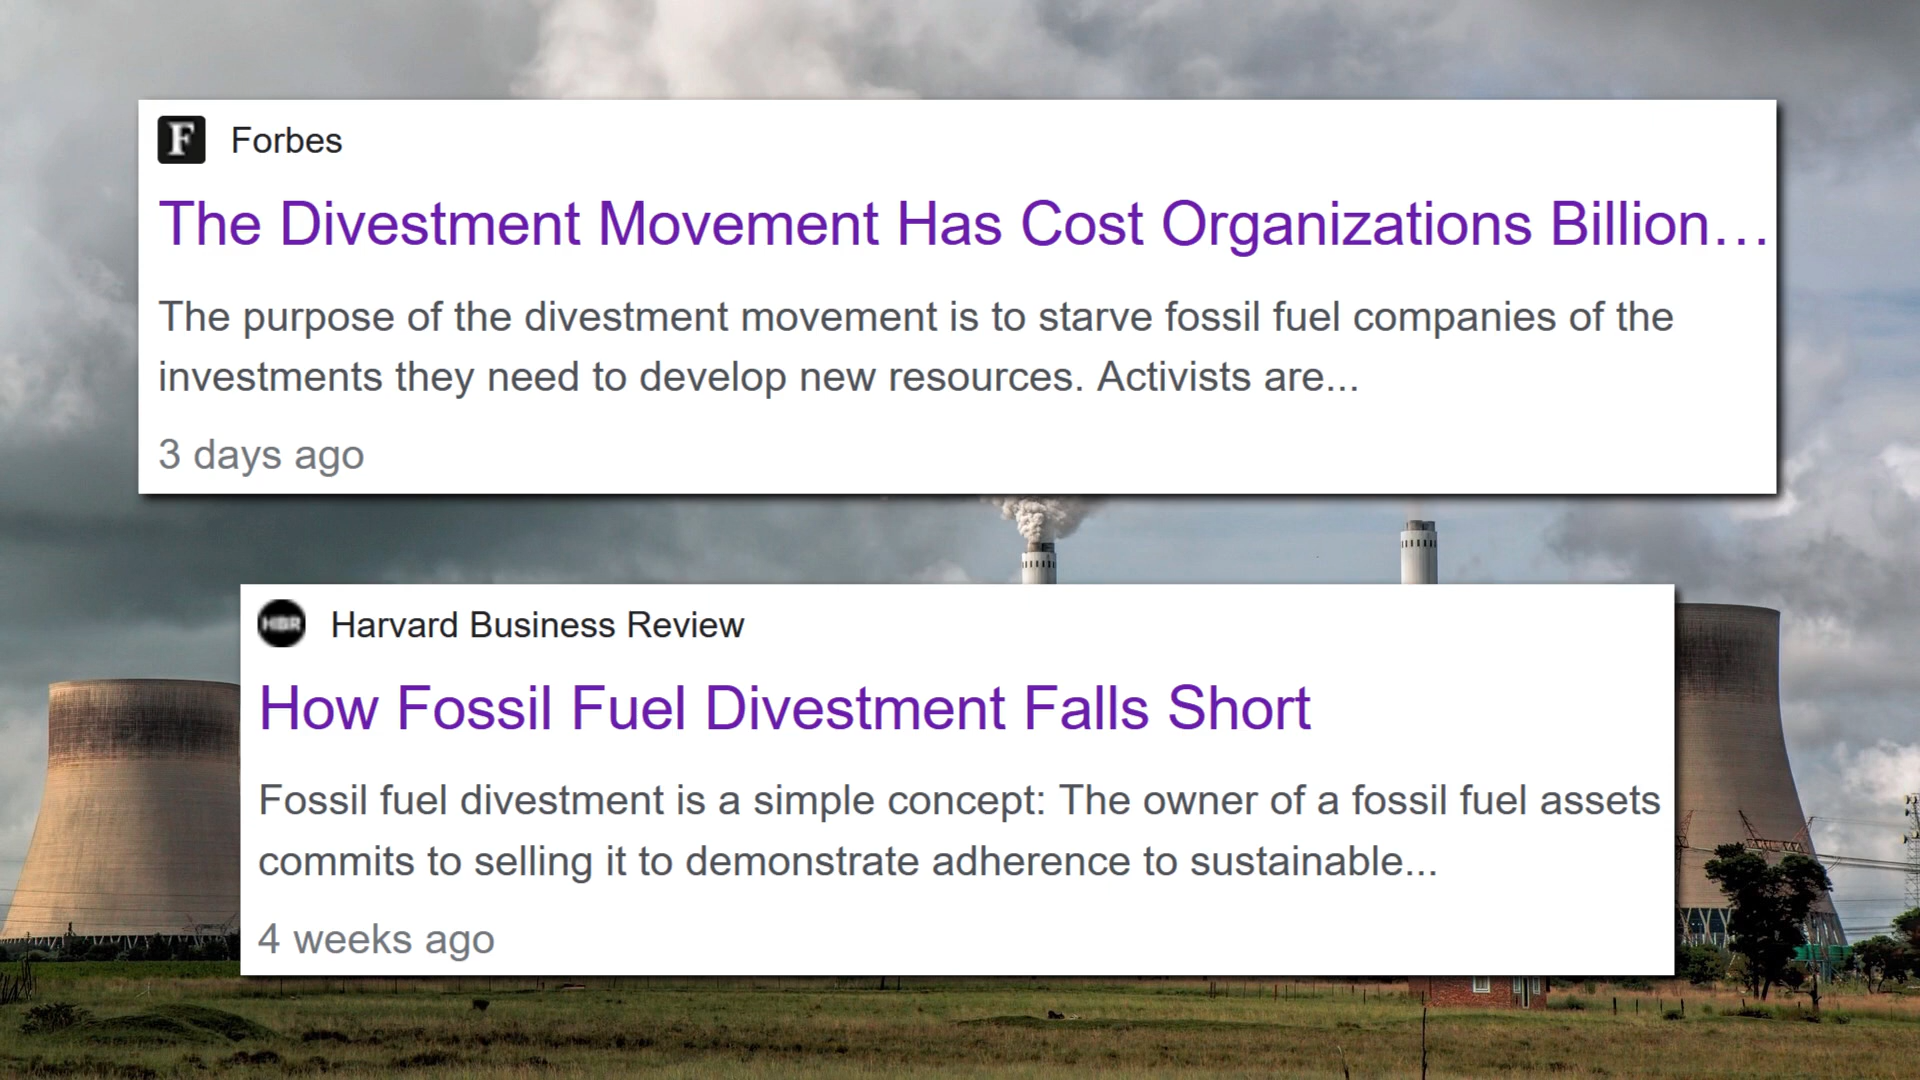 F Forbes
The Divestment Movement Has Cost Organizations Billion…
The purpose of the divestment movement is to starve fossil fuel companies of the
investments they need to develop new resources. Activists are...
3 days ago
HBR Harvard Business Review
How Fossil Fuel Divestment Falls Short
Fossil fuel divestment is a simple concept: The owner of a fossil fuel assets
commits to selling it to demonstrate adherence to sustainable...
4 weeks ago